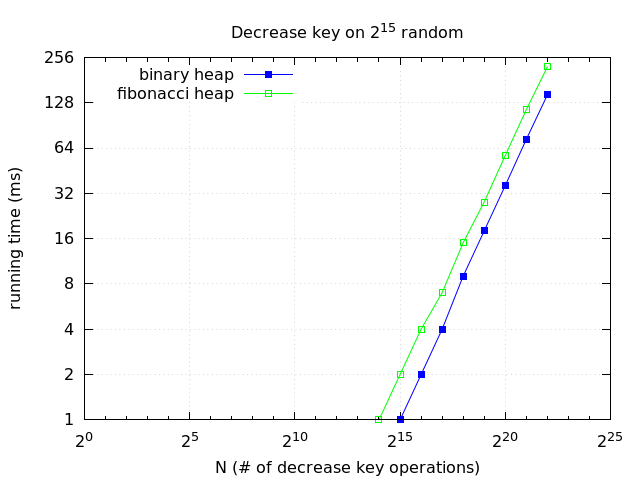 Decrease key on 2^15 random
256
128
64
32
16
8
4
2
1
binary heap
fibonacci heap
running time (ms)
2^0 2^5 2^10 2^15 2^20 2^25
N (# of decrease key operations)